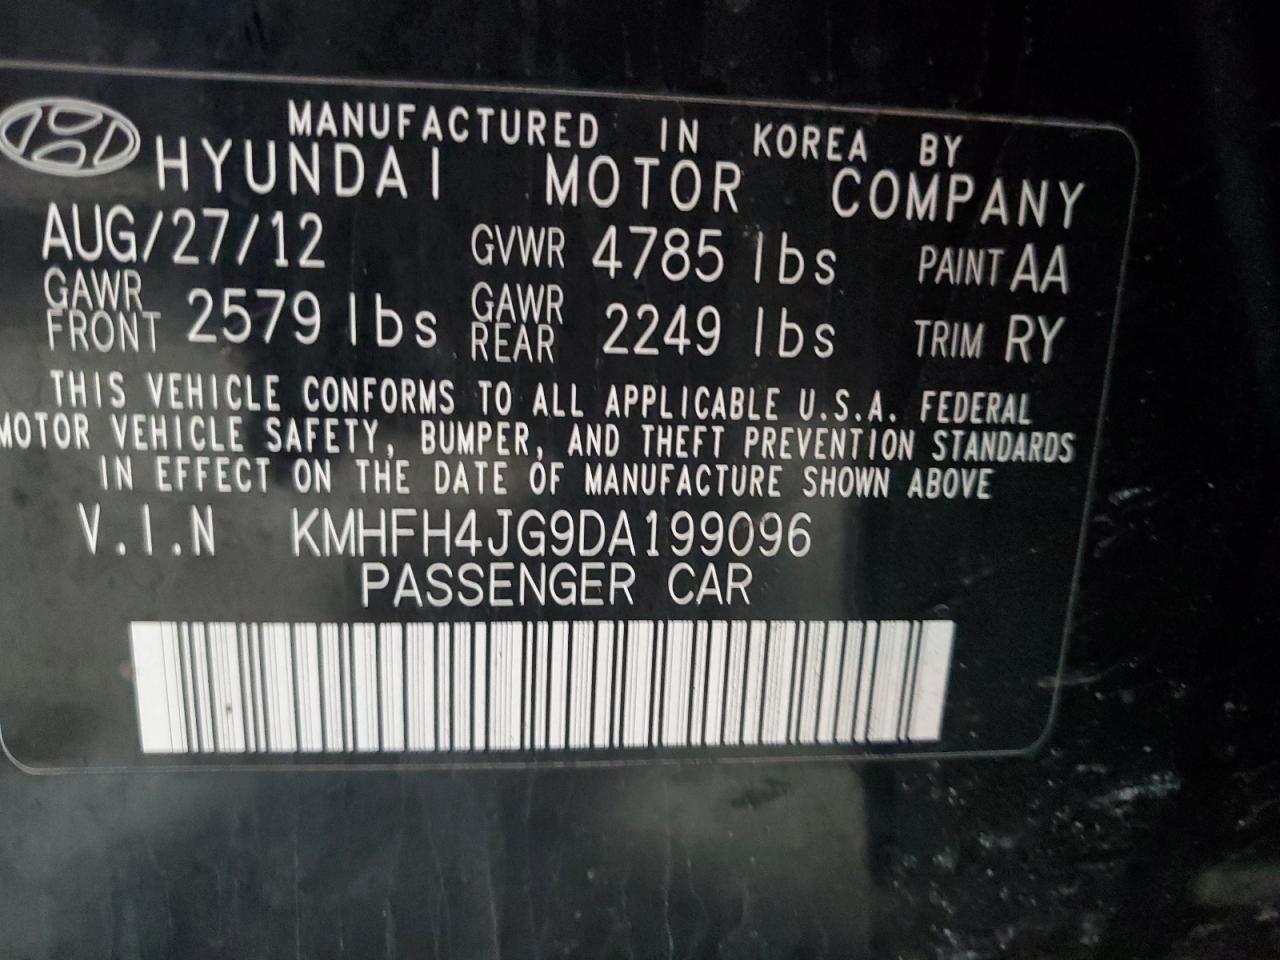 MANUFACTURED IN KOREA BY
HYUNDAI MOTOR COMPANY
AUG/27/12 GVWR 4785 lbs PAINT AA
GAWR FRONT 2579 lbs GAWR REAR 2249 lbs TRIM RY
THIS VEHICLE CONFORMS TO ALL APPLICABLE U.S.A. FEDERAL
MOTOR VEHICLE SAFETY, BUMPER, AND THEFT PREVENTION STANDARDS
IN EFFECT ON THE DATE OF MANUFACTURE SHOWN ABOVE
V.I.N KMHFH4JG9DA199096
PASSENGER CAR